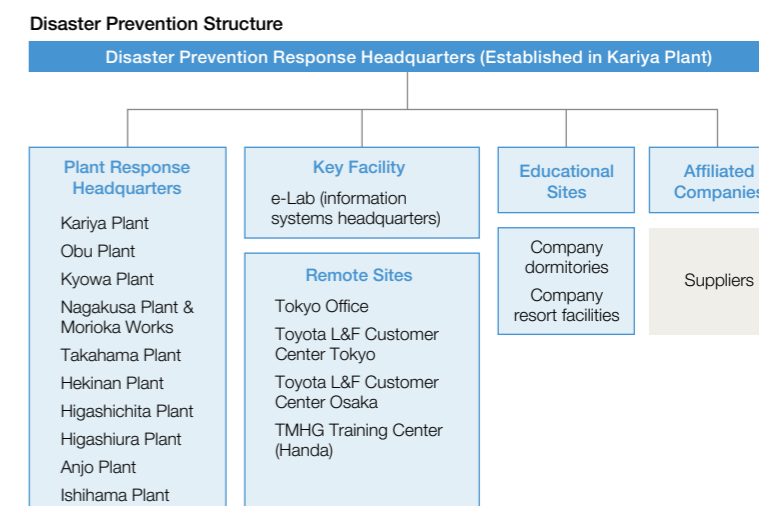 Disaster Prevention Structure
Disaster Prevention Response Headquarters (Established in Kariya Plant)
Plant Response
Headquarters
Kariya Plant
Obu Plant
Kyowa Plant
Nagakusa Plant &
Morioka Works
Takahama Plant
Hekinan Plant
Higashichita Plant
Higashiura Plant
Anjo Plant
Ishihama Plant
Key Facility
e-Lab (information
systems headquarters)
Remote Sites
Tokyo Office
Toyota L&F Customer
Center Tokyo
Toyota L&F Customer
Center Osaka
TMHG Training Center
(Handa)
Educational
Sites
Company
dormitories
Company
resort facilities
Affiliated
Companies
Suppliers